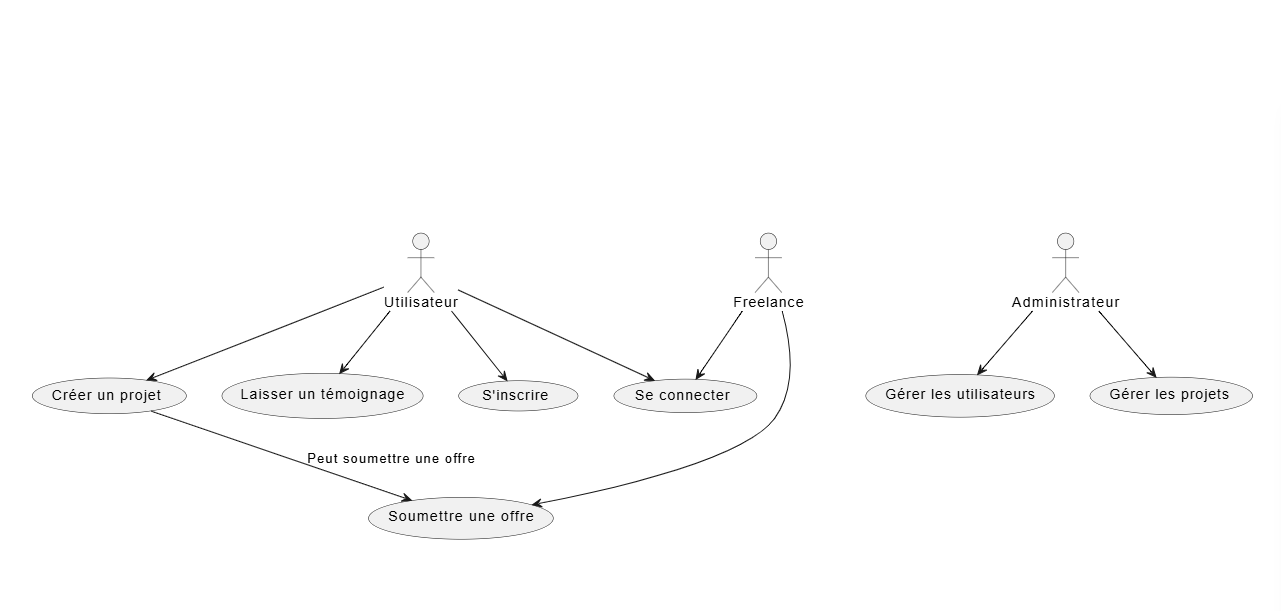 Utilisateur
Freelance
Administrateur
Créer un projet
Laisser un témoignage
S'inscrire
Se connecter
Gérer les utilisateurs
Gérer les projets
Peut soumettre une offre
Soumettre une offre